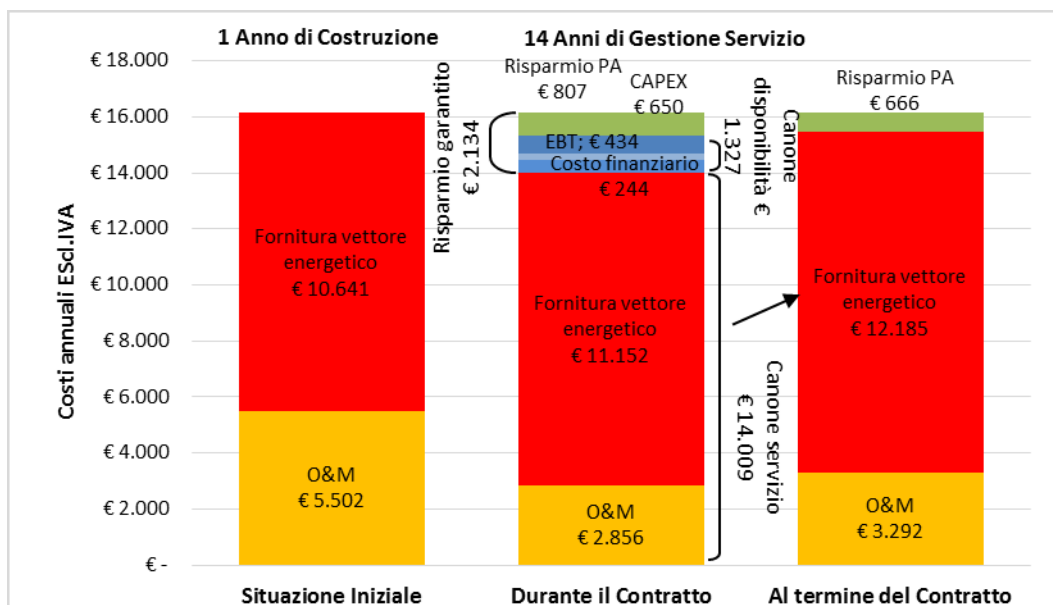 1 Anno di Costruzione
14 Anni di Gestione Servizio
Costi annuali EScl.IVA
€ 18.000
€ 16.000
€ 14.000
€ 12.000
€ 10.000
€ 8.000
€ 6.000
€ 4.000
€ 2.000
€ -
Fornitura vettore
energetico
€ 10.641
O&M
€ 5.502
Situazione Iniziale
Risparmio garantito
€ 2.134
Risparmio PA
€ 807
CAPEX
€ 650
EBT; € 434
Costo finanziario
€ 244
Fornitura vettore
energetico
€ 11.152
O&M
€ 2.856
Durante il Contratto
Canone
disponibilità €
1.327
Canone servizio
€ 14.009
Risparmio PA
€ 666
Fornitura vettore
energetico
€ 12.185
O&M
€ 3.292
Al termine del Contratto